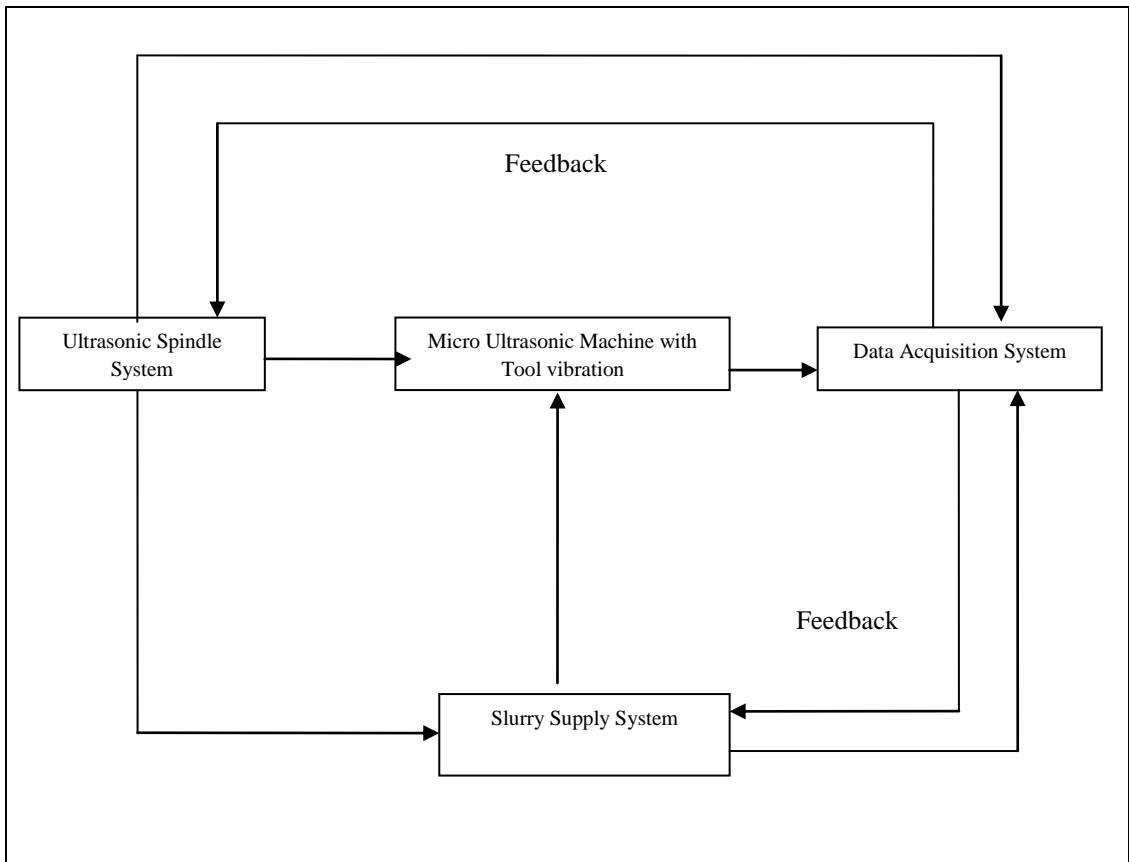 Feedback
Ultrasonic Spindle
System
Micro Ultrasonic Machine with
Tool vibration
Data Acquisition System
Feedback
Slurry Supply System